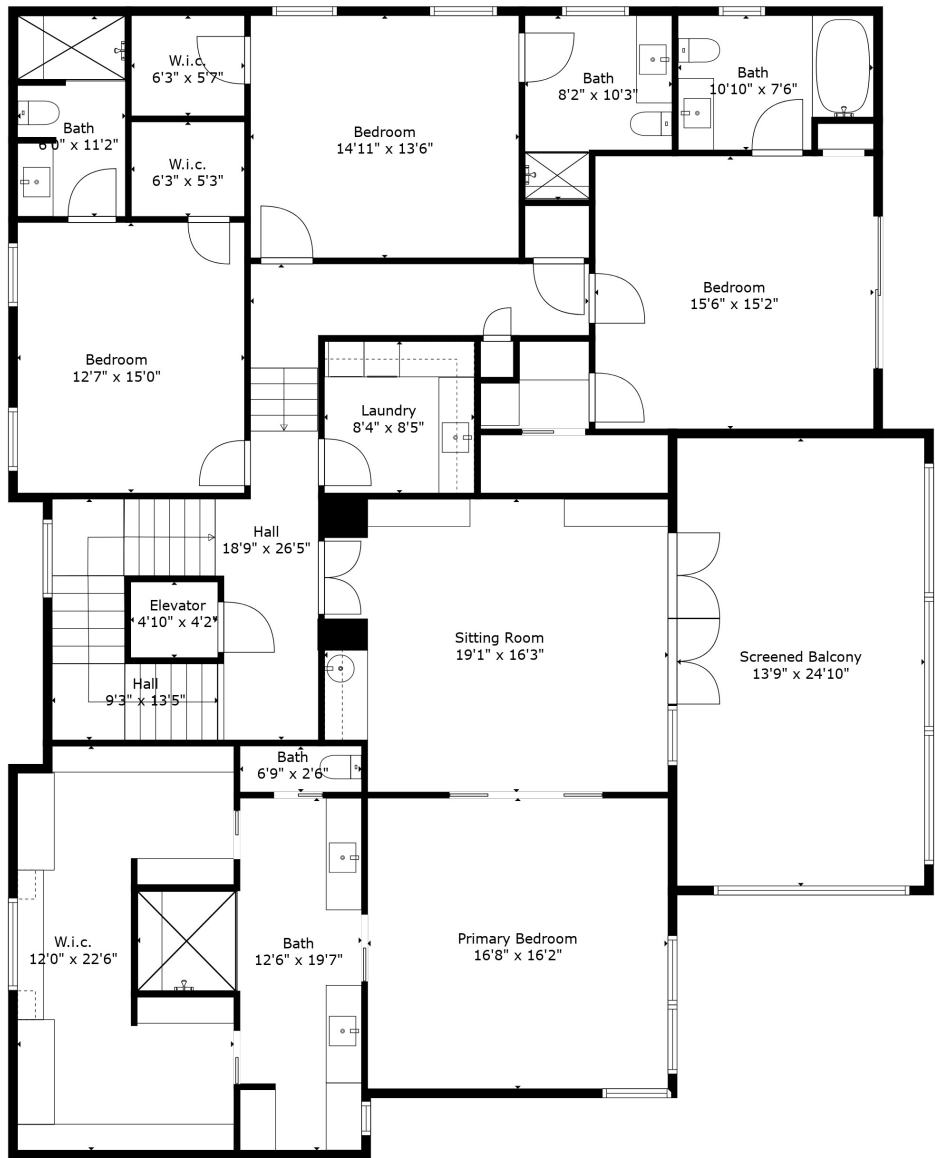 W.i.c.
6'3" x 5'7"
Bath
6'0" x 11'2"
W.i.c.
6'3" x 5'3"
Bedroom
14'11" x 13'6"
Bath
8'2" x 10'3"
Bath
10'10" x 7'6"
Bedroom
15'6" x 15'2"
Bedroom
12'7" x 15'0"
Laundry
8'4" x 8'5"
Hall
18'9" x 26'5"
Elevator
4'10" x 4'2"
Sitting Room
19'1" x 16'3"
Screened Balcony
13'9" x 24'10"
Hall
9'3" x 13'5"
Bath
6'9" x 2'6"
W.i.c.
12'0" x 22'6"
Bath
12'6" x 19'7"
Primary Bedroom
16'8" x 16'2"